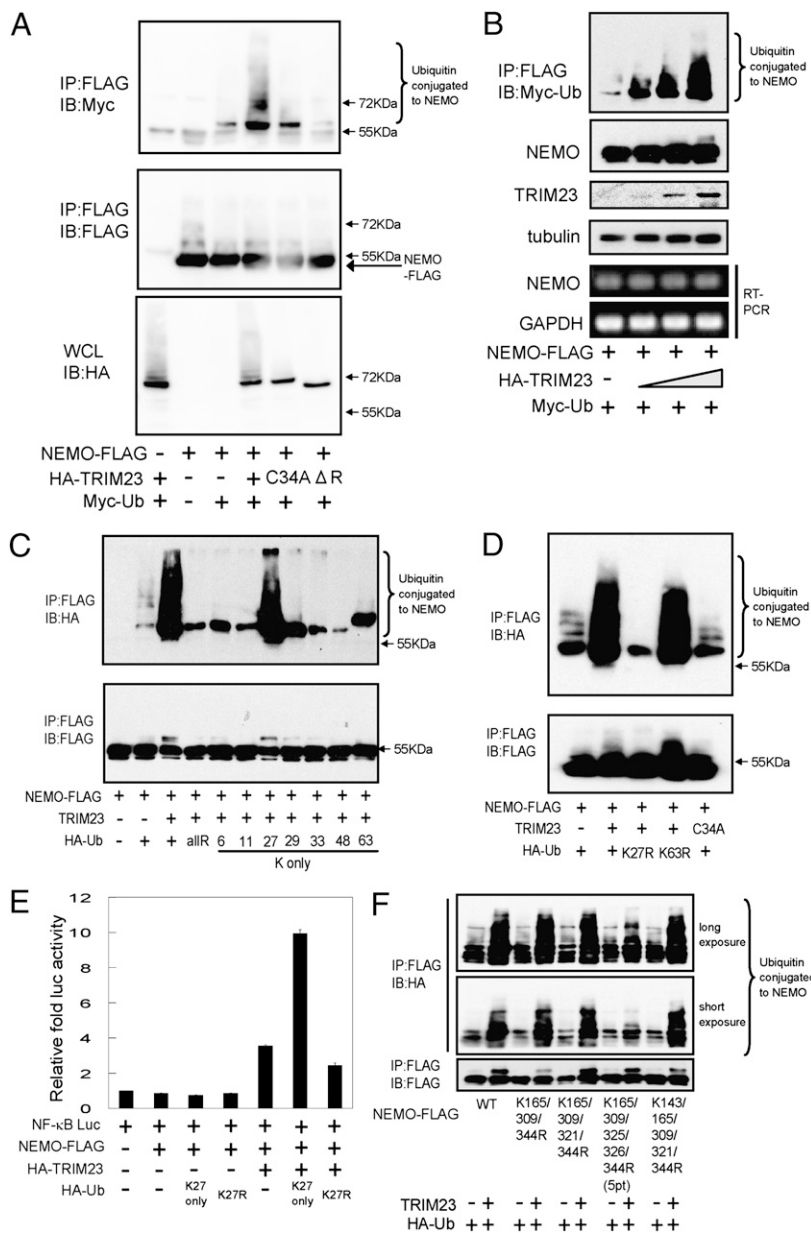 A
IP:FLAG
IB:Myc
72KDa
55KDa
Ubiquitin
conjugated
to NEMO
IP:FLAG
IB:FLAG
72KDa
55KDa
NEMO
-FLAG
WCL
IB:HA
72KDa
55KDa
NEMO-FLAG - + + + + +
HA-TRIM23 + - - + C34A Δ R
Myc-Ub + - + + + +
B
IP:FLAG
IB:Myc-Ub
Ubiquitin
conjugated
to NEMO
NEMO
TRIM23
tubulin
NEMO
GAPDH
RT-
PCR
NEMO-FLAG + + + +
HA-TRIM23 -
Myc-Ub + + + +
C
IP:FLAG
IB:HA
Ubiquitin
conjugated
to NEMO
55KDa
IP:FLAG
IB:FLAG
55KDa
NEMO-FLAG + + + + + + + + + + +
TRIM23 - - + + + + + + + + +
HA-Ub - + + allR 6 11 27 29 33 48 63
K only
D
IP:FLAG
IB:HA
Ubiquitin
conjugated
to NEMO
55KDa
IP:FLAG
IB:FLAG
55KDa
NEMO-FLAG + + + + +
TRIM23 - + + + C34A
HA-Ub + + K27R K63R +
E
Relative fold luc activity
12
10
8
6
4
2
0
NF-κB Luc + + + + + + +
NEMO-FLAG - + + + + + +
HA-TRIM23 - - - - + + +
HA-Ub - - K27 only K27R - K27 only K27R
F
IP:FLAG
IB:HA
long
exposure
short
exposure
Ubiquitin
conjugated
to NEMO
IP:FLAG
IB:FLAG
NEMO-FLAG
WT
K165/
309/
344R
K165/
309/
321/
344R
K165/
309/
325/
326/
344R
(5pt)
K143/
165/
309/
321/
344R
TRIM23 - + - + - + - + - +
HA-Ub + + + + + + + + + +